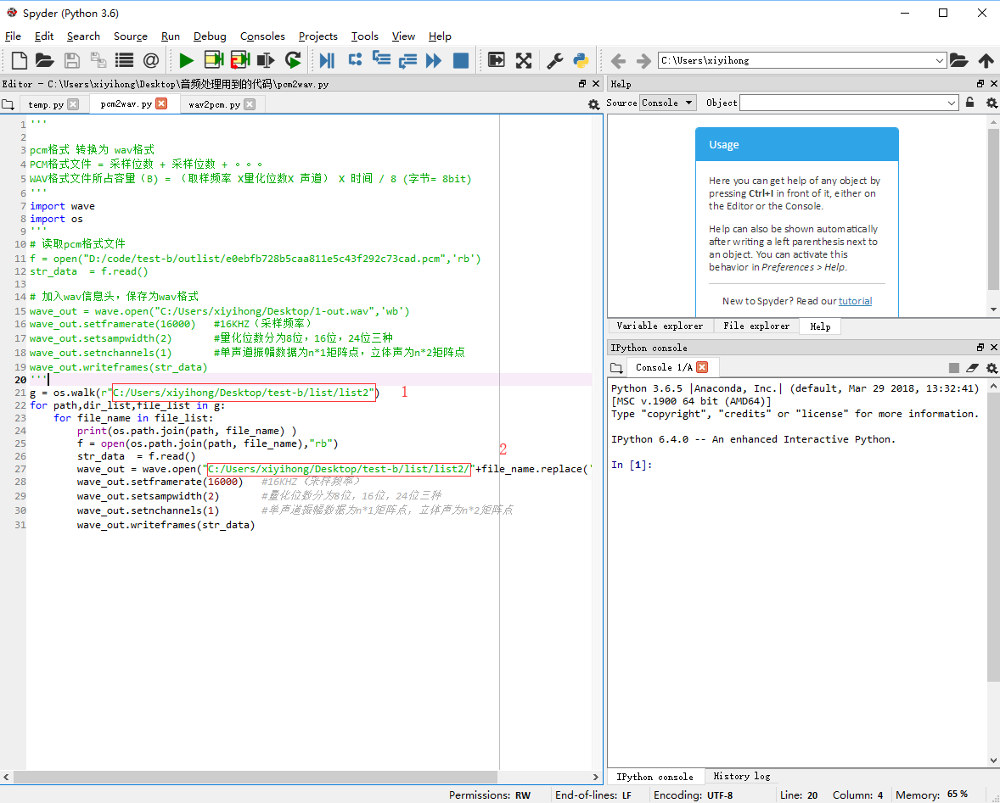 Spyder (Python 3.6)
File Edit Search Source Run Debug Consoles Projects Tools View Help
C:\Users\xiyihong
Editor - C:\Users\xiyihong\Desktop\音频处理用到的代码\pcm2wav.py
temp.py pcm2wav.py wav2pcm.py
1 '''
2
3 pcm格式 转换为 wav格式
4 PCM格式文件 = 采样位数 + 采样位数 + 。。。
5 WAV格式文件所占容量（B) = （取样频率 X量化位数X 声道） X 时间 / 8 (字节= 8bit)
6 '''
7 import wave
8 import os
9 '''
10 # 读取pcm格式文件
11 f = open("D:/code/test-b/outlist/e0ebfb728b5caa811e5c43f292c73cad.pcm",'rb')
12 str_data  = f.read()
13
14 # 加入wav信息头，保存为wav格式
15 wave_out = wave.open("C:/Users/xiyihong/Desktop/1-out.wav",'wb')
16 wave_out.setframerate(16000)   #16KHZ（采样频率）
17 wave_out.setsampwidth(2)       #量化位数分为8位，16位，24位三种
18 wave_out.setnchannels(1)       #单声道振幅数据为n*1矩阵点，立体声为n*2矩阵点
19 wave_out.writeframes(str_data)
20 '''
21 g = os.walk(r"C:/Users/xiyihong/Desktop/test-b/list/list2") 1
22 for path,dir_list,file_list in g:
23     for file_name in file_list:
24         print(os.path.join(path, file_name) )
25         f = open(os.path.join(path, file_name),"rb")
2
26         str_data  = f.read()
27         wave_out = wave.open("C:/Users/xiyihong/Desktop/test-b/list/list2/"+file_name.replace('
28         wave_out.setframerate(16000)   #16KHZ（采样频率）
29         wave_out.setsampwidth(2)       #量化位数分为8位，16位，24位三种
30         wave_out.setnchannels(1)       #单声道振幅数据为n*1矩阵点，立体声为n*2矩阵点
31         wave_out.writeframes(str_data)
Help
Source Console Object
Usage
Here you can get help of any object by
pressing Ctrl+I in front of it, either on
the Editor or the Console.
Help can also be shown automatically
after writing a left parenthesis next to
an object. You can activate this
behavior in Preferences > Help.
New to Spyder? Read our tutorial
Variable explorer File explorer Help
IPython console
Console 1/A
Python 3.6.5 |Anaconda, Inc.| (default, Mar 29 2018, 13:32:41)
[MSC v.1900 64 bit (AMD64)]
Type "copyright", "credits" or "license" for more information.
IPython 6.4.0 -- An enhanced Interactive Python.
In [1]:
IPython console History log
Permissions: RW End-of-lines: LF Encoding: UTF-8 Line: 20 Column: 4 Memory: 65 %